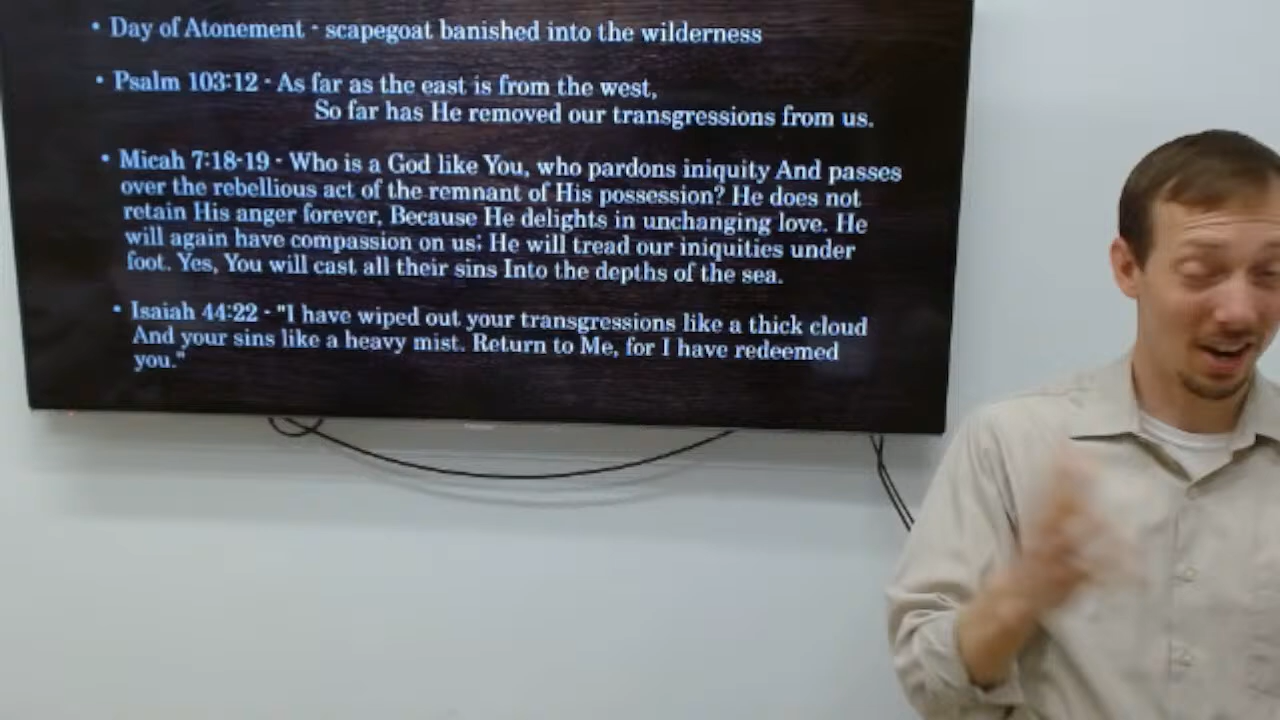 • Day of Atonement - scapegoat banished into the wilderness
• Psalm 103:12 - As far as the east is from the west,
So far has He removed our transgressions from us.
• Micah 7:18-19 - Who is a God like You, who pardons iniquity And passes
over the rebellious act of the remnant of His possession? He does not
retain His anger forever, Because He delights in unchanging love. He
will again have compassion on us; He will tread our iniquities under
foot. Yes, You will cast all their sins Into the depths of the sea.
• Isaiah 44:22 - "I have wiped out your transgressions like a thick cloud
And your sins like a heavy mist. Return to Me, for I have redeemed
you."